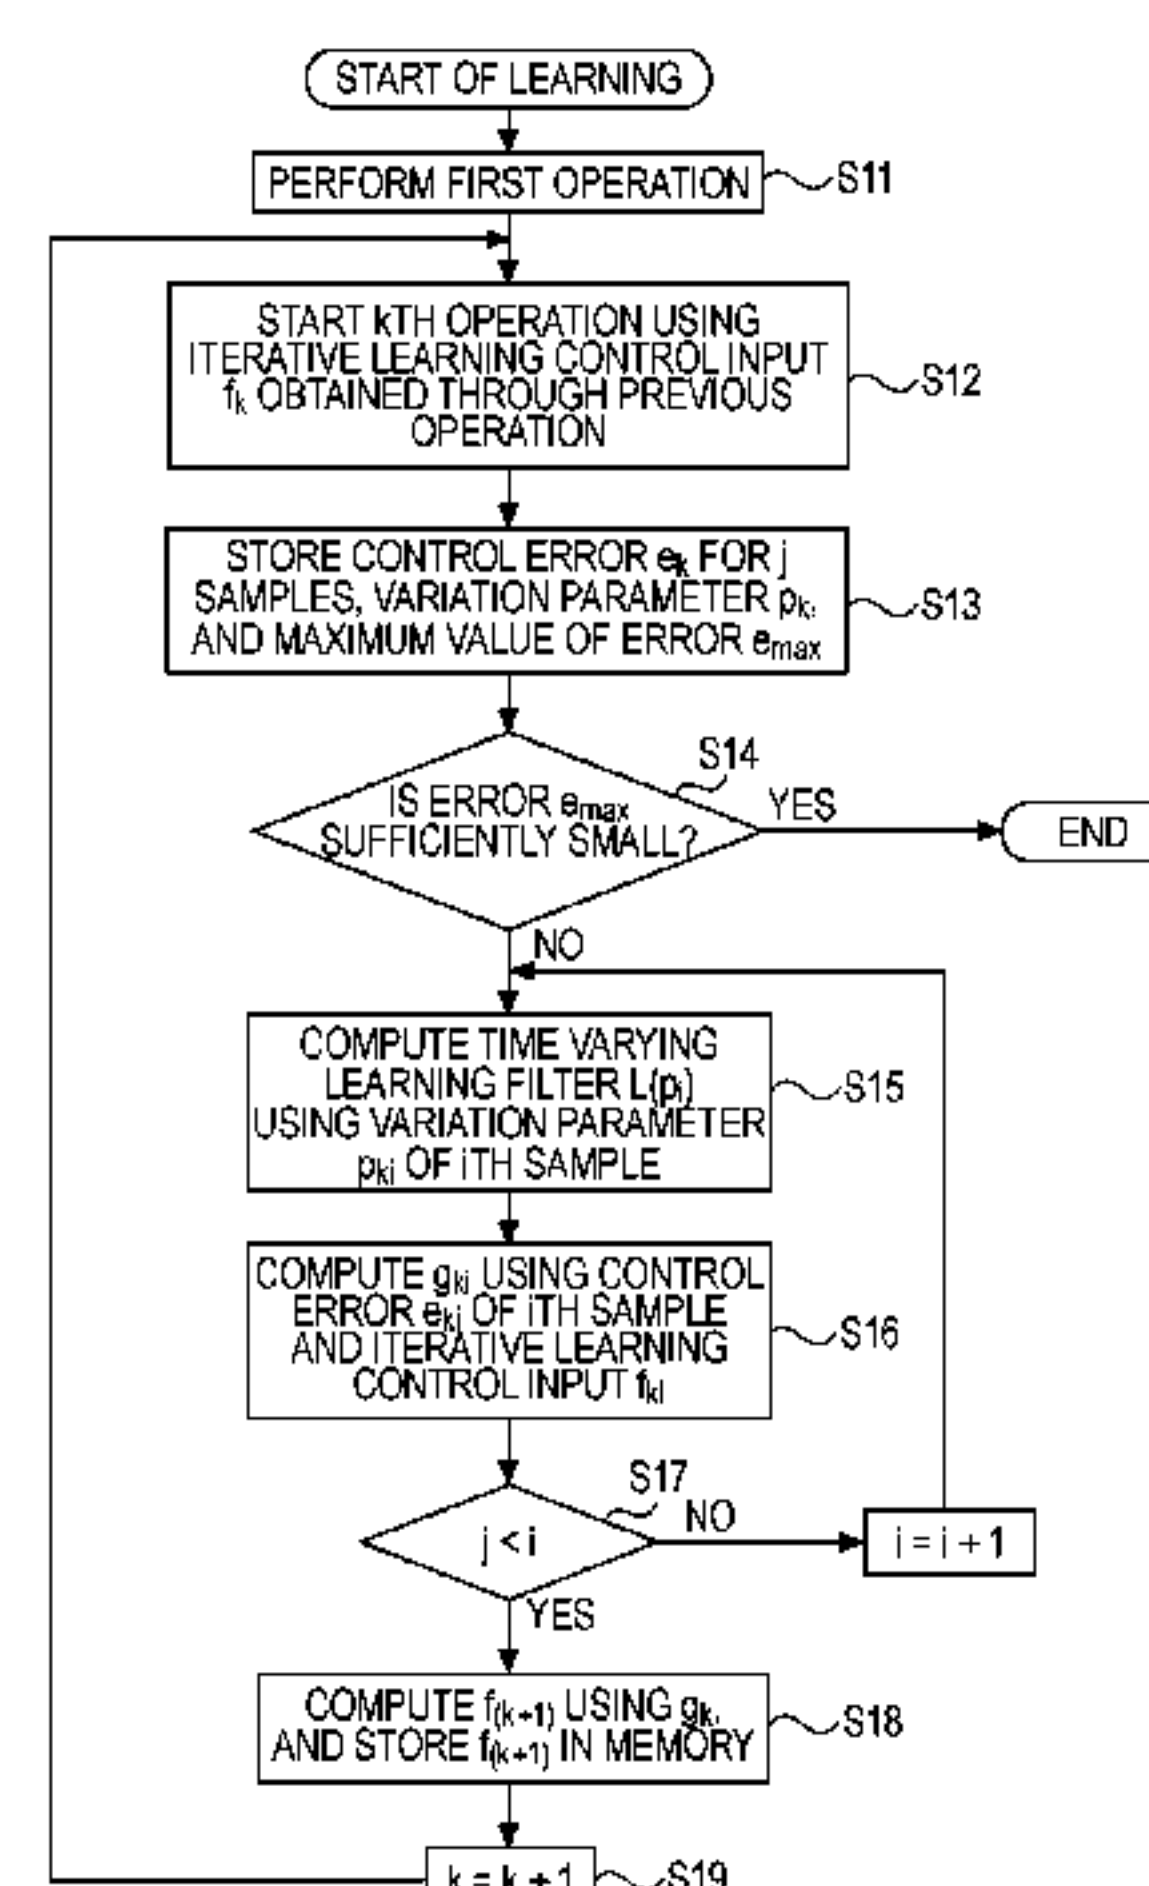 START OF LEARNING
PERFORM FIRST OPERATION
S11
START kTH OPERATION USING
ITERATIVE LEARNING CONTROL INPUT
fk OBTAINED THROUGH PREVIOUS
OPERATION
S12
STORE CONTROL ERROR ek FOR j
SAMPLES, VARIATION PARAMETER pk,
AND MAXIMUM VALUE OF ERROR emax
S13
S14
IS ERROR emax
SUFFICIENTLY SMALL?
YES
END
NO
COMPUTE TIME VARYING
LEARNING FILTER L(pi)
USING VARIATION PARAMETER
pki OF iTH SAMPLE
S15
COMPUTE gki USING CONTROL
ERROR eki OF iTH SAMPLE
AND ITERATIVE LEARNING
CONTROL INPUT fki
S16
S17
j < i
NO
i = i + 1
YES
COMPUTE f(k+1) USING gk,
AND STORE f(k+1) IN MEMORY
S18
k = k + 1
S19